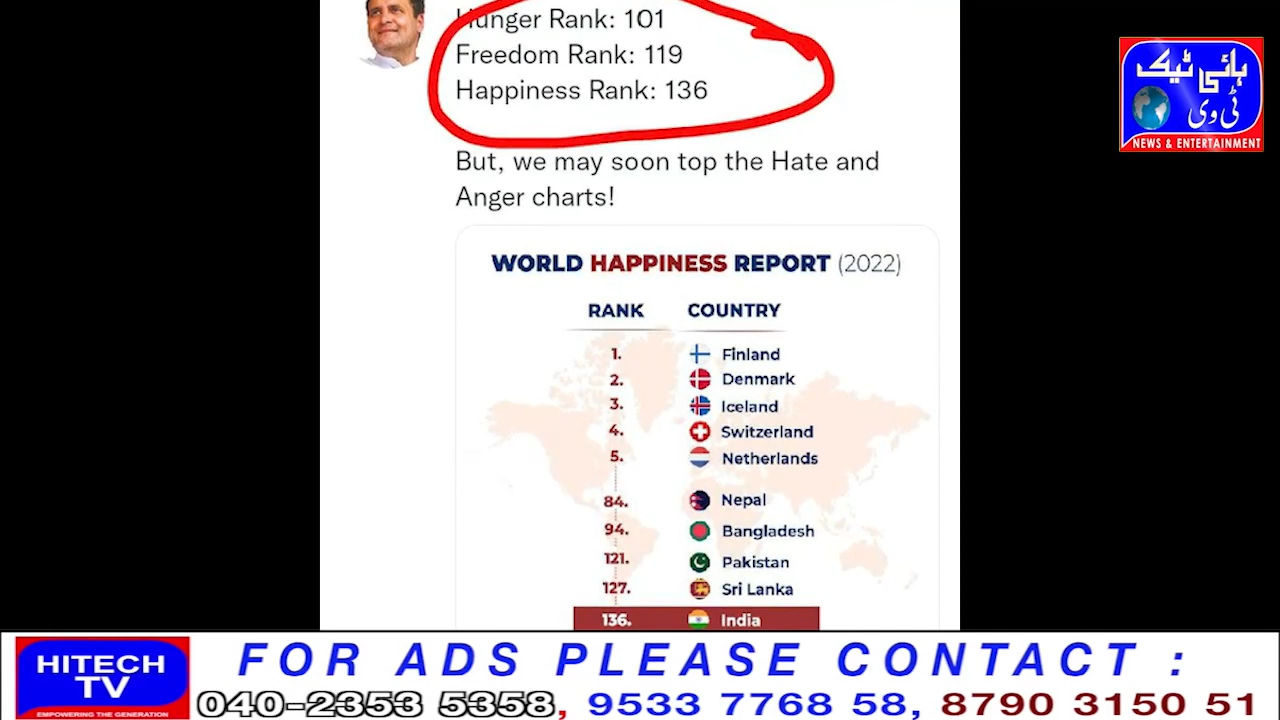 Hunger Rank: 101
Freedom Rank: 119
Happiness Rank: 136
But, we may soon top the Hate and
Anger charts!
WORLD HAPPINESS REPORT (2022)
RANK COUNTRY
1. Finland
2. Denmark
3. Iceland
4. Switzerland
5. Netherlands
84. Nepal
94. Bangladesh
121. Pakistan
127. Sri Lanka
136. India
ہائی ٹیک
ٹی وی
NEWS & ENTERTAINMENT
HITECH
TV
EMPOWERING THE GENERATION
FOR ADS PLEASE CONTACT :
040-2353 5358, 9533 7768 58, 8790 3150 51